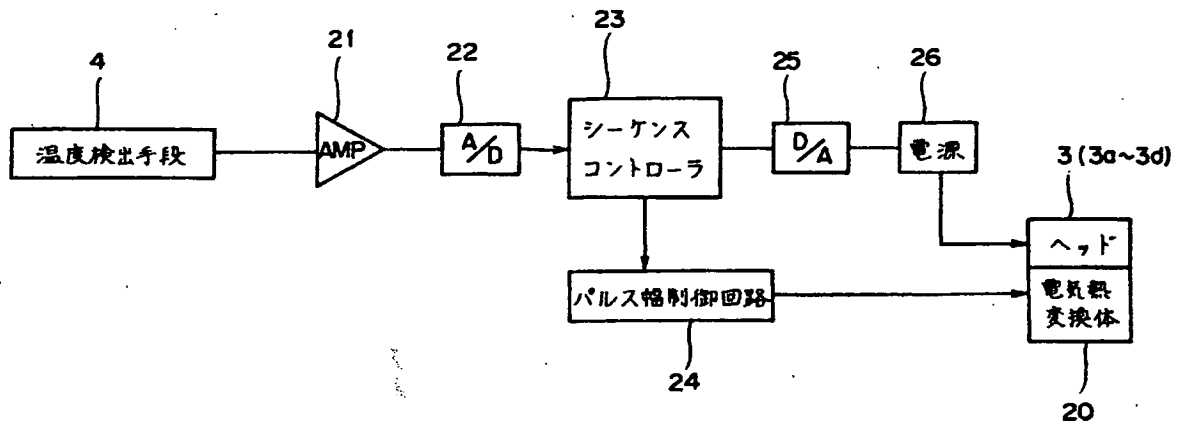 23
21
22
25
26
4
シーケンス
コントローラ
温度検出手段
AMP
A/D
D/A
電源
3(3a~3d)
ヘッド
パルス幅制御回路
電気熱
変換体
24
20